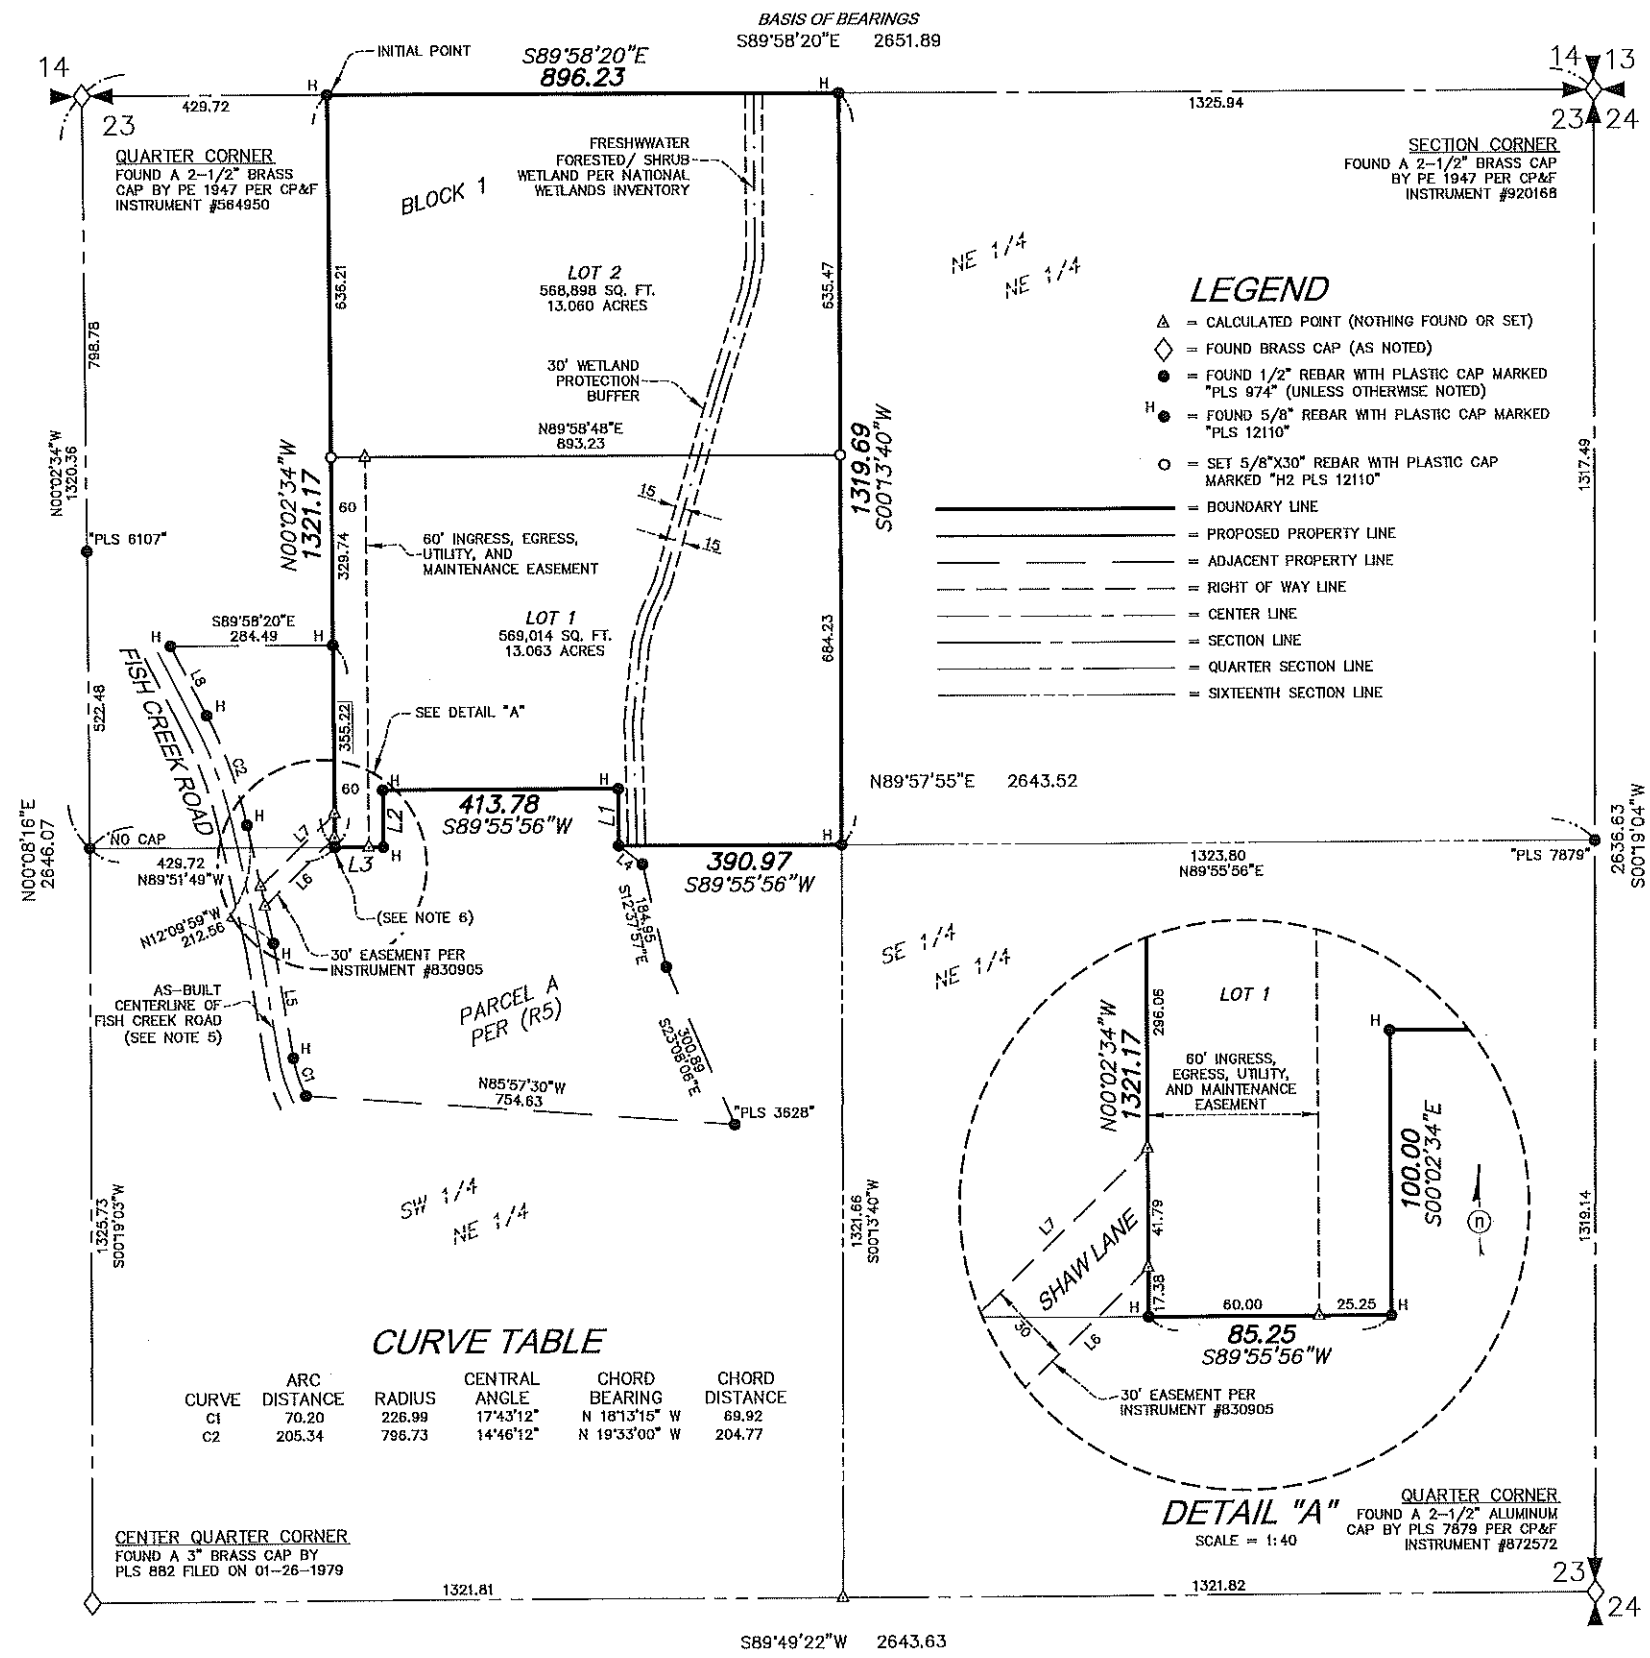 BASIS OF BEARINGS
S89°58'20"E 2651.89
INITIAL POINT
S89°58'20"E
896.23
14
23
429.72
H
H
1325.94
14 13
23 24
QUARTER CORNER
FOUND A 2-1/2" BRASS
CAP BY PE 1947 PER CP&F
INSTRUMENT #564950
SECTION CORNER
FOUND A 2-1/2" BRASS CAP
BY PE 1947 PER CP&F
INSTRUMENT #920168
BLOCK 1
FRESHWWATER
FORESTED/ SHRUB
WETLAND PER NATIONAL
WETLANDS INVENTORY
NE 1/4
NE 1/4
LOT 2
568,898 SQ. FT.
13.060 ACRES
636.21
635.47
798.78
30' WETLAND
PROTECTION
BUFFER
N89°58'48"E
893.23
LEGEND
= CALCULATED POINT (NOTHING FOUND OR SET)
= FOUND BRASS CAP (AS NOTED)
= FOUND 1/2" REBAR WITH PLASTIC CAP MARKED
"PLS 974" (UNLESS OTHERWISE NOTED)
H
= FOUND 5/8" REBAR WITH PLASTIC CAP MARKED
"PLS 12110"
= SET 5/8"X30" REBAR WITH PLASTIC CAP
MARKED "H2 PLS 12110"
= BOUNDARY LINE
= PROPOSED PROPERTY LINE
= ADJACENT PROPERTY LINE
= RIGHT OF WAY LINE
= CENTER LINE
= SECTION LINE
= QUARTER SECTION LINE
= SIXTEENTH SECTION LINE
N00°02'34"W
1320.36
N00°02'34"W
1321.17
1319.69
S00°13'40"W
1317.49
"PLS 6107"
60
329.74
60' INGRESS, EGRESS,
UTILITY, AND
MAINTENANCE EASEMENT
15
15
LOT 1
569,014 SQ. FT.
13.063 ACRES
684.23
S89°58'20"E
284.49
H
H
L8
H
FISH CREEK ROAD
522.48
355.22
SEE DETAIL "A"
C2
H
60
H
L2
413.78
S89°55'56"W
H
L1
N89°57'55"E 2643.52
N00°08'16"E
2646.07
"NO CAP
429.72
N89°51'49"W
L7
L6
L3
H
L4
H
390.97
S89°55'56"W
1323.80
N89°55'56"E
"PLS 7879"
2636.63
S00°19'04"W
N12°09'59"W
212.56
(SEE NOTE 6)
184.95
S12°37'57"E
H
30' EASEMENT PER
INSTRUMENT #830905
AS-BUILT
CENTERLINE OF
FISH CREEK ROAD
(SEE NOTE 5)
L5
H
C1
PARCEL A
PER (R5)
300.89
S23°08'06"E
N85°57'30"W
754.63
"PLS 3628"
SE 1/4
NE 1/4
SW 1/4
NE 1/4
1325.73
S00°19'03"W
1321.66
S00°13'40"W
1319.14
N00°02'34"W
1321.17
296.05
LOT 1
H
60' INGRESS,
EGRESS, UTILITY,
AND MAINTENANCE
EASEMENT
100.00
S00°02'34"E
n
L7
SHAW LANE
41.79
L6
30
H
17.38
60.00
25.25
H
85.25
S89°55'56"W
30' EASEMENT PER
INSTRUMENT #830905
DETAIL "A"
SCALE = 1:40
CURVE TABLE
CURVE ARC DISTANCE RADIUS CENTRAL ANGLE CHORD BEARING CHORD DISTANCE
C1 70.20 226.99 17°43'12" N 18°13'15" W 69.92
C2 205.34 796.73 14°46'12" N 19°33'00" W 204.77
CENTER QUARTER CORNER
FOUND A 3" BRASS CAP BY
PLS 882 FILED ON 01-26-1979
QUARTER CORNER
FOUND A 2-1/2" ALUMINUM
CAP BY PLS 7879 PER CP&F
INSTRUMENT #872572
1321.81
1321.82
23
24
S89°49'22"W 2643.63